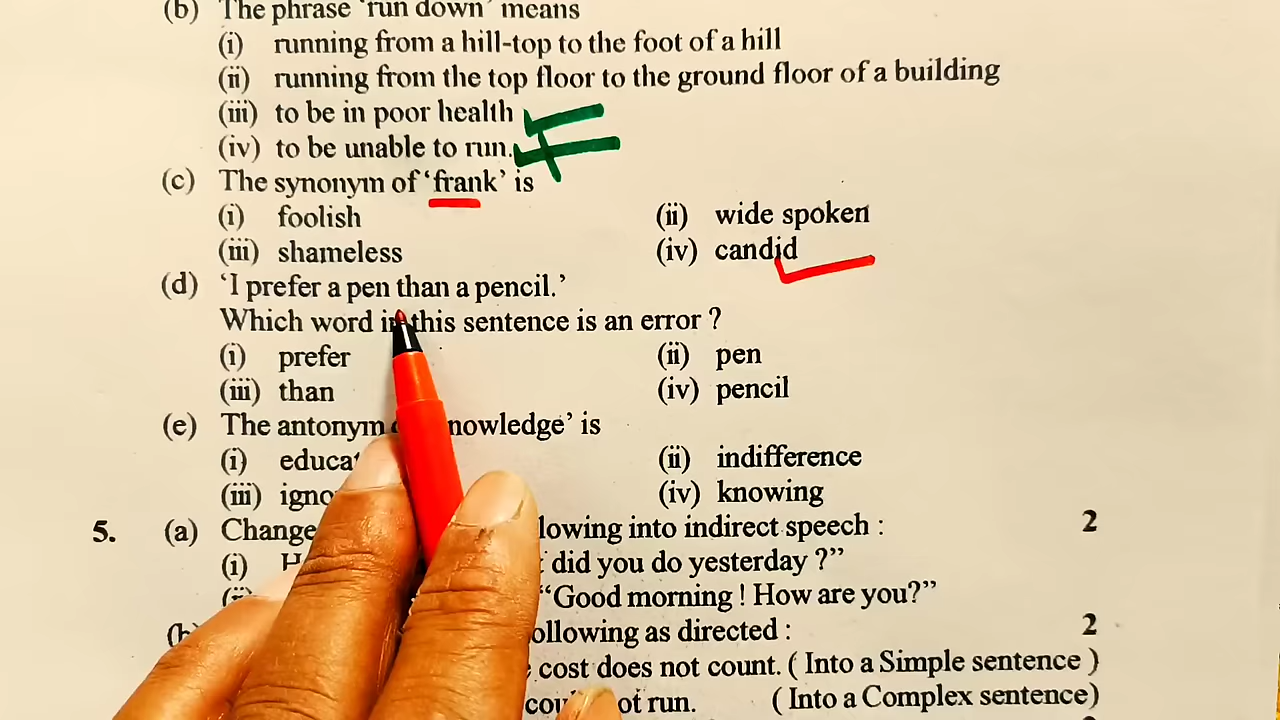 (b) The phrase ‘run down’ means
(i) running from a hill-top to the foot of a hill
(ii) running from the top floor to the ground floor of a building
(iii) to be in poor health
(iv) to be unable to run.
(c) The synonym of ‘frank’ is
(i) foolish (ii) wide spoken
(iii) shameless (iv) candid
(d) ‘I prefer a pen than a pencil.’
Which word in this sentence is an error ?
(i) prefer (ii) pen
(iii) than (iv) pencil
(e) The antonym nowledge’ is
(i) educat (ii) indifference
(iii) igno (iv) knowing
5. (a) Change lowing into indirect speech : 2
(i) H did you do yesterday ?”
“Good morning ! How are you?”
ollowing as directed : 2
cost does not count. ( Into a Simple sentence )
ot run. ( Into a Complex sentence)